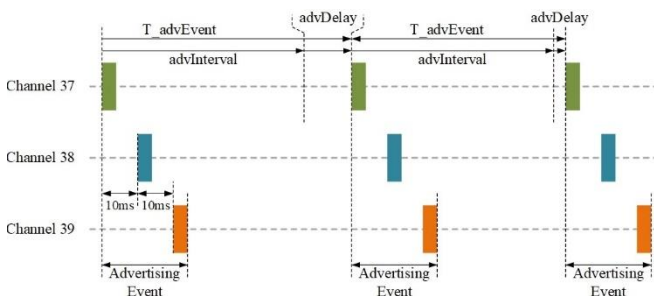 advDelay
advDelay
T_advEvent
T_advEvent
advInterval
advInterval
Channel 37
Channel 38
10ms
10ms
Channel 39
Advertising
Event
Advertising
Event
Advertising
Event